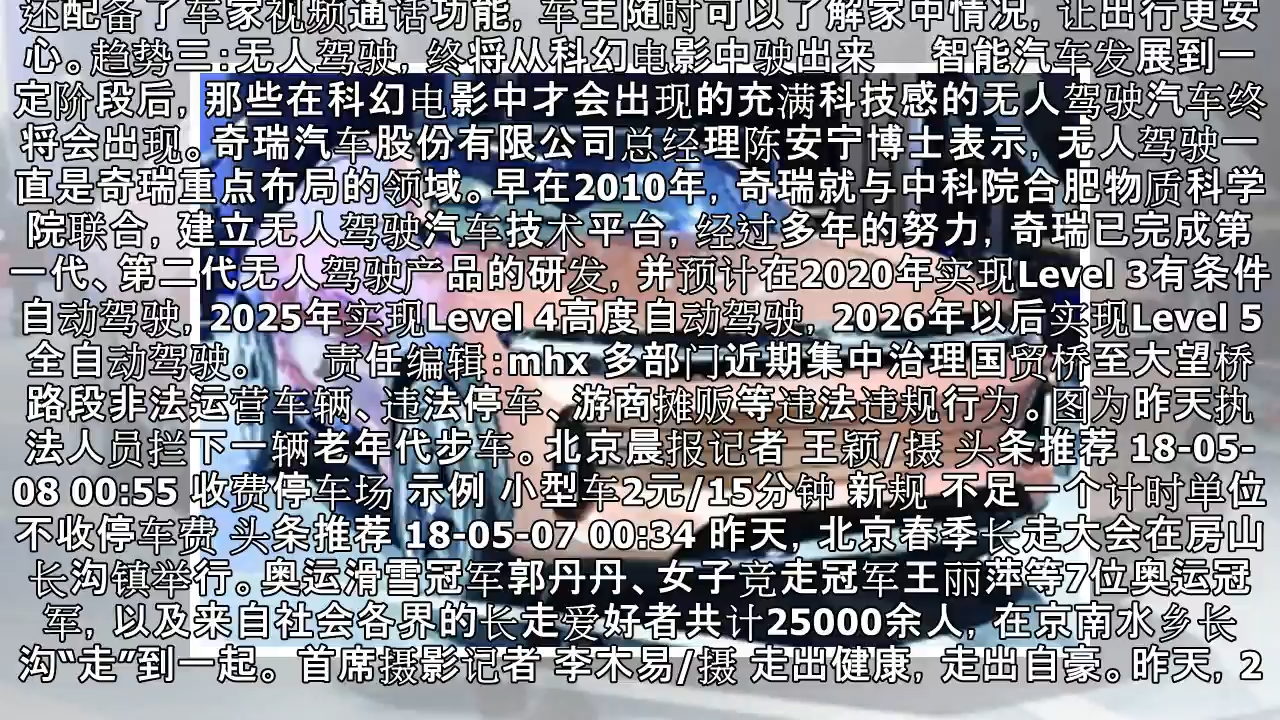 还配备了车家视频通话功能，车主随时可以了解家中情况，让出行更安
心。趋势三：无人驾驶，终将从科幻电影中驶出来　　智能汽车发展到一
定阶段后，那些在科幻电影中才会出现的充满科技感的无人驾驶汽车终
将会出现。奇瑞汽车股份有限公司总经理陈安宁博士表示，无人驾驶一
直是奇瑞重点布局的领域。早在2010年，奇瑞就与中科院合肥物质科学
院联合，建立无人驾驶汽车技术平台，经过多年的努力，奇瑞已完成第
一代、第二代无人驾驶产品的研发，并预计在2020年实现Level 3有条件
自动驾驶，2025年实现Level 4高度自动驾驶，2026年以后实现Level 5
全自动驾驶。　　责任编辑：mhx 多部门近期集中治理国贸桥至大望桥
路段非法运营车辆、违法停车、游商摊贩等违法违规行为。图为昨天执
法人员拦下一辆老年代步车。北京晨报记者 王颖/摄 头条推荐 18-05-
08 00:55 收费停车场 示例 小型车2元/15分钟 新规 不足一个计时单位
不收停车费 头条推荐 18-05-07 00:34 昨天，北京春季长走大会在房山
长沟镇举行。奥运滑雪冠军郭丹丹、女子竞走冠军王丽萍等7位奥运冠
军，以及来自社会各界的长走爱好者共计25000余人，在京南水乡长
沟“走”到一起。首席摄影记者 李木易/摄 走出健康，走出自豪。昨天，2